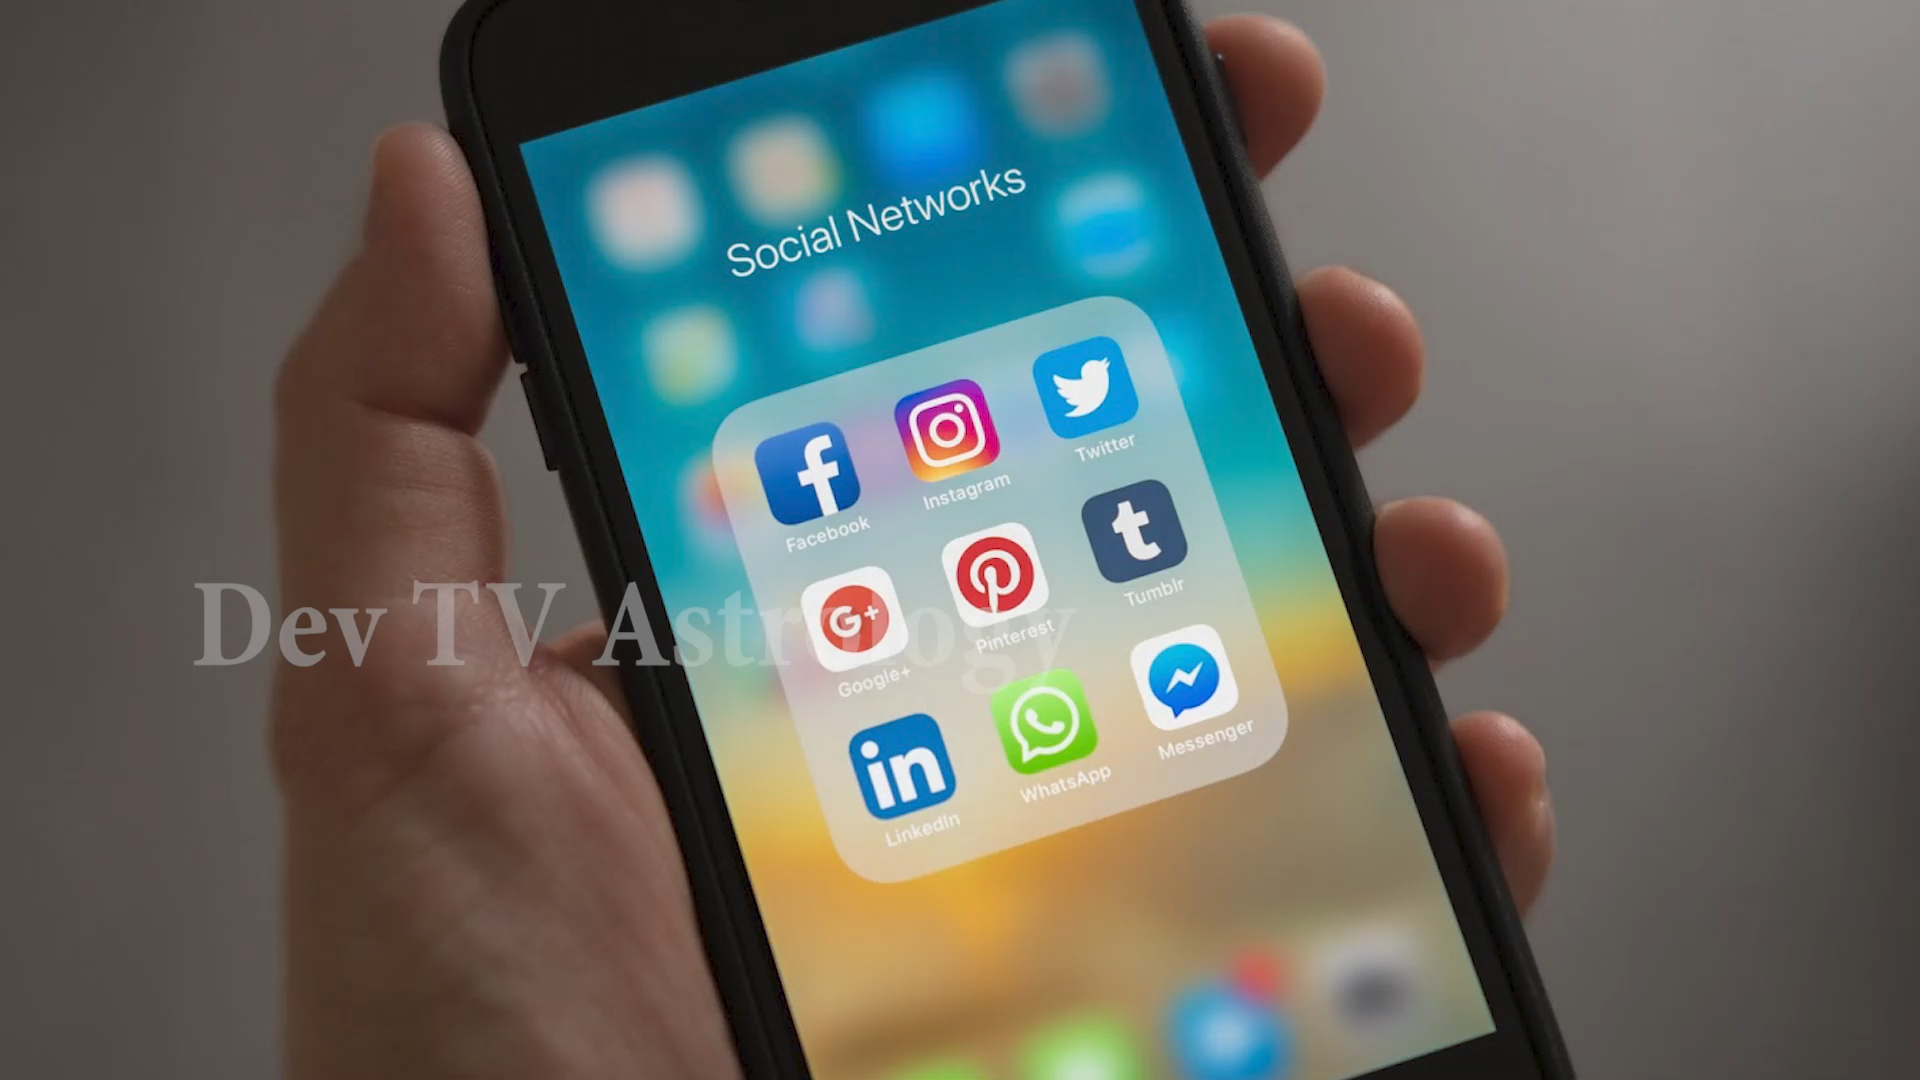 Social Networks
Facebook
Instagram
Twitter
Google+
Pinterest
Tumblr
LinkedIn
WhatsApp
Messenger
Dev TV Astrology